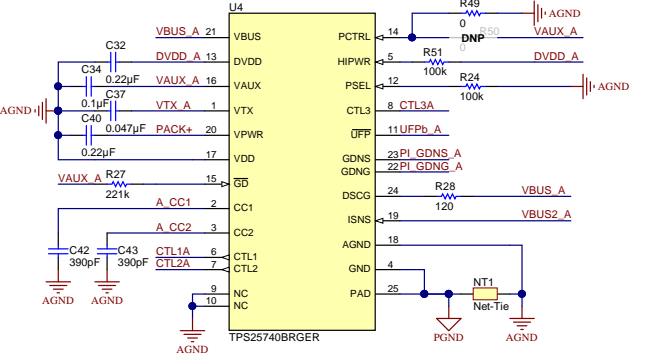 U4
R49
0
AGND
VBUS_A 21 VBUS
PCTRL 14
DNP
R50
0
VAUX_A
C32
0.22µF
DVDD_A 13 DVDD
HIPWR 5
R51
100k
DVDD_A
C34
0.1µF
VAUX_A 16 VAUX
PSEL 12
R24
100k
AGND
AGND
C37
0.047µF
VTX_A 1 VTX
CTL3 8 CTL3A
C40
0.22µF
PACK+ 20 VPWR
UFP 11 UFPb_A
17 VDD
GDNS 23 PI_GDNS_A
GDNG 22 PI_GDNG_A
VAUX_A
R27
221k
15 GD
DSCG 24
R28
120
VBUS_A
A_CC1 2 CC1
ISNS 19 VBUS2_A
A_CC2 3 CC2
AGND 18
C42
390pF
C43
390pF
CTL1A 6 CTL1
CTL2A 7 CTL2
GND 4
AGND
AGND
9 NC
10 NC
PAD 25
NT1
Net-Tie
AGND
PGND
AGND
TPS25740BRGER